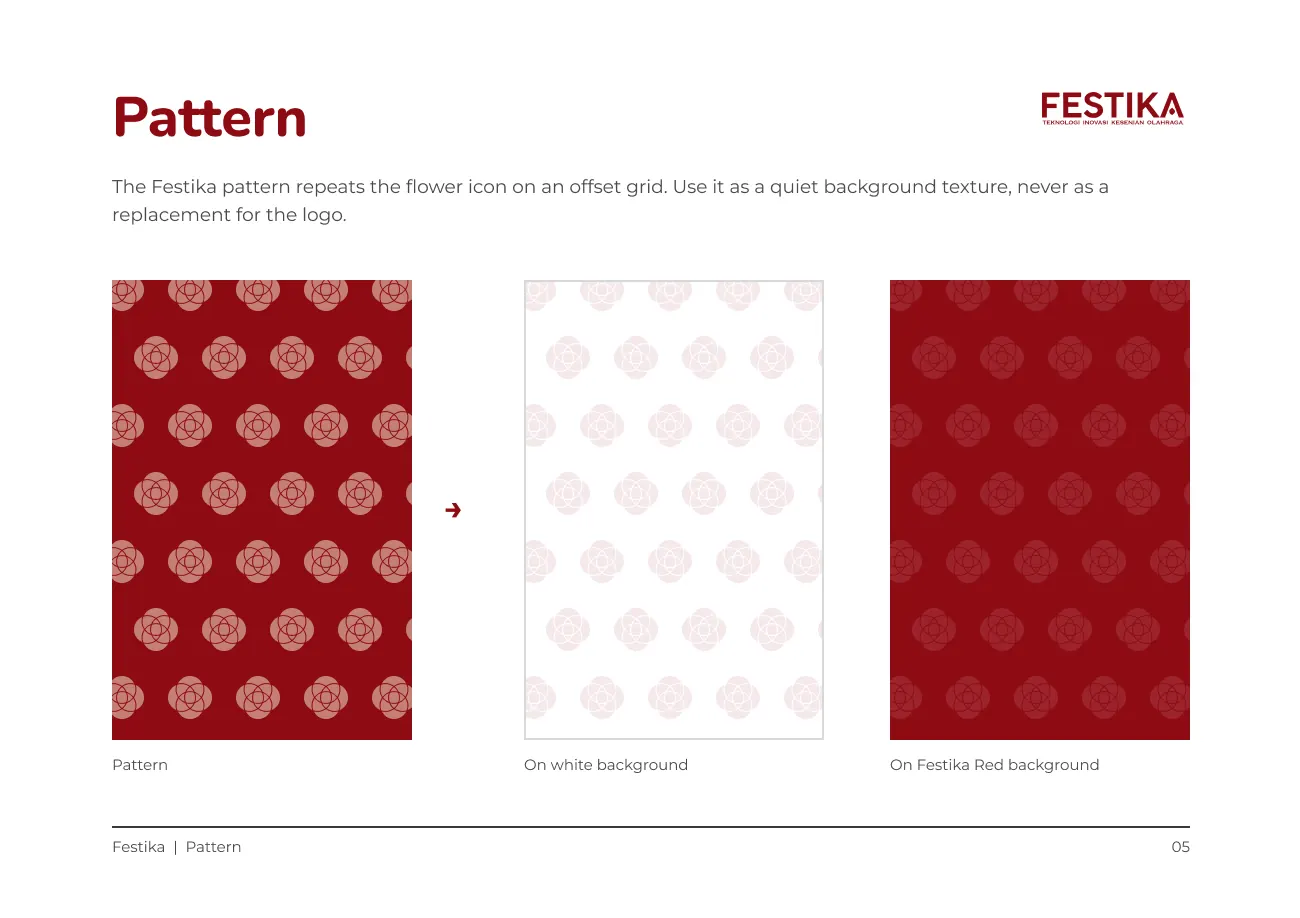 Pattern
FESTIKA
TEKNOLOGI INOVASI KESENIAN OLAHRAGA
The Festika pattern repeats the flower icon on an offset grid. Use it as a quiet background texture, never as a
replacement for the logo.
Pattern
On white background
On Festika Red background
Festika | Pattern
05